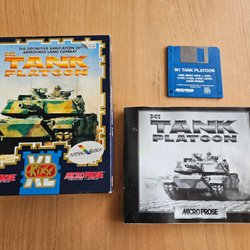 M1
TANK
PLATOON
THE DEFINITIVE SIMULATION OF
ARMOURED LAND COMBAT
MICROPROSE
KIXX
XL
MICROPROSE
M1 TANK PLATOON
M1
TANK
PLATOON
MICROPROSE